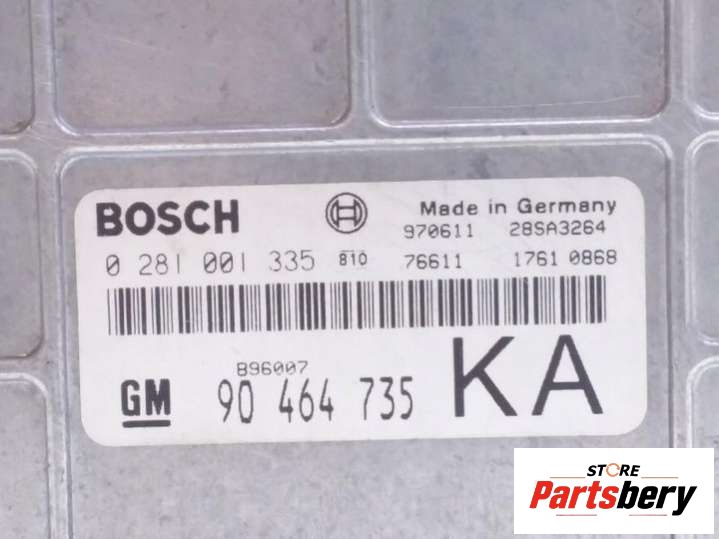 BOSCH Made in Germany
970611 28SA3264
0 281 001 335 810 76611 1761 0868
B96007
GM 90 464 735 KA
STORE
Partsbery